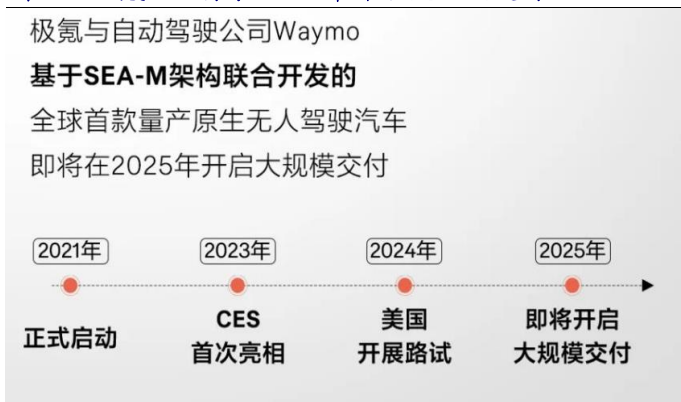 极氪与自动驾驶公司Waymo
基于SEA-M架构联合开发的
全球首款量产原生无人驾驶汽车
即将在2025年开启大规模交付
2021年
2023年
2024年
2025年
正式启动
CES
首次亮相
美国
开展路试
即将开启
大规模交付